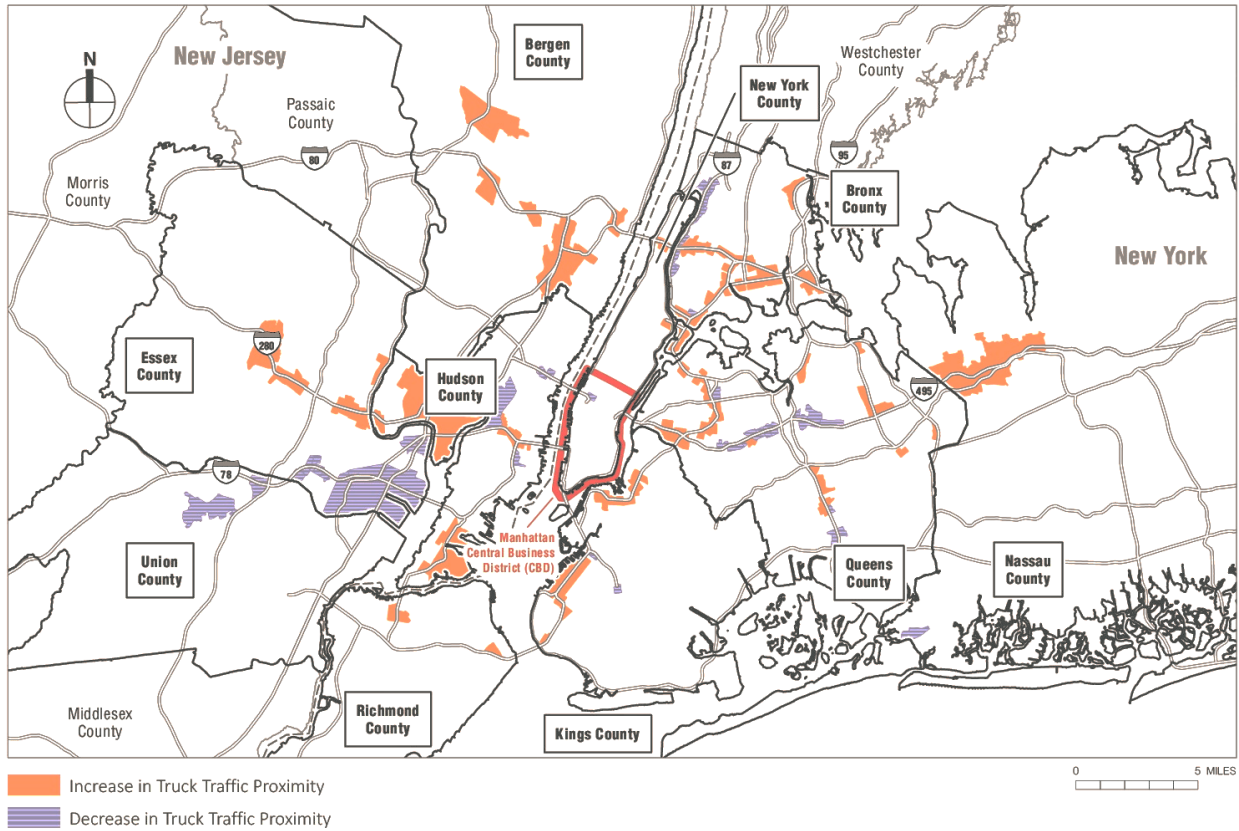 Bergen
County
New Jersey
N
Westchester
County
New York
County
Passaic
County
80
87
95
Morris
County
Bronx
County
New York
280
Essex
County
Hudson
County
495
78
Manhattan
Central Business
District (CBD)
Union
County
Queens
County
Nassau
County
Richmond
County
Middlesex
County
Kings County
0 5 MILES
Increase in Truck Traffic Proximity
Decrease in Truck Traffic Proximity